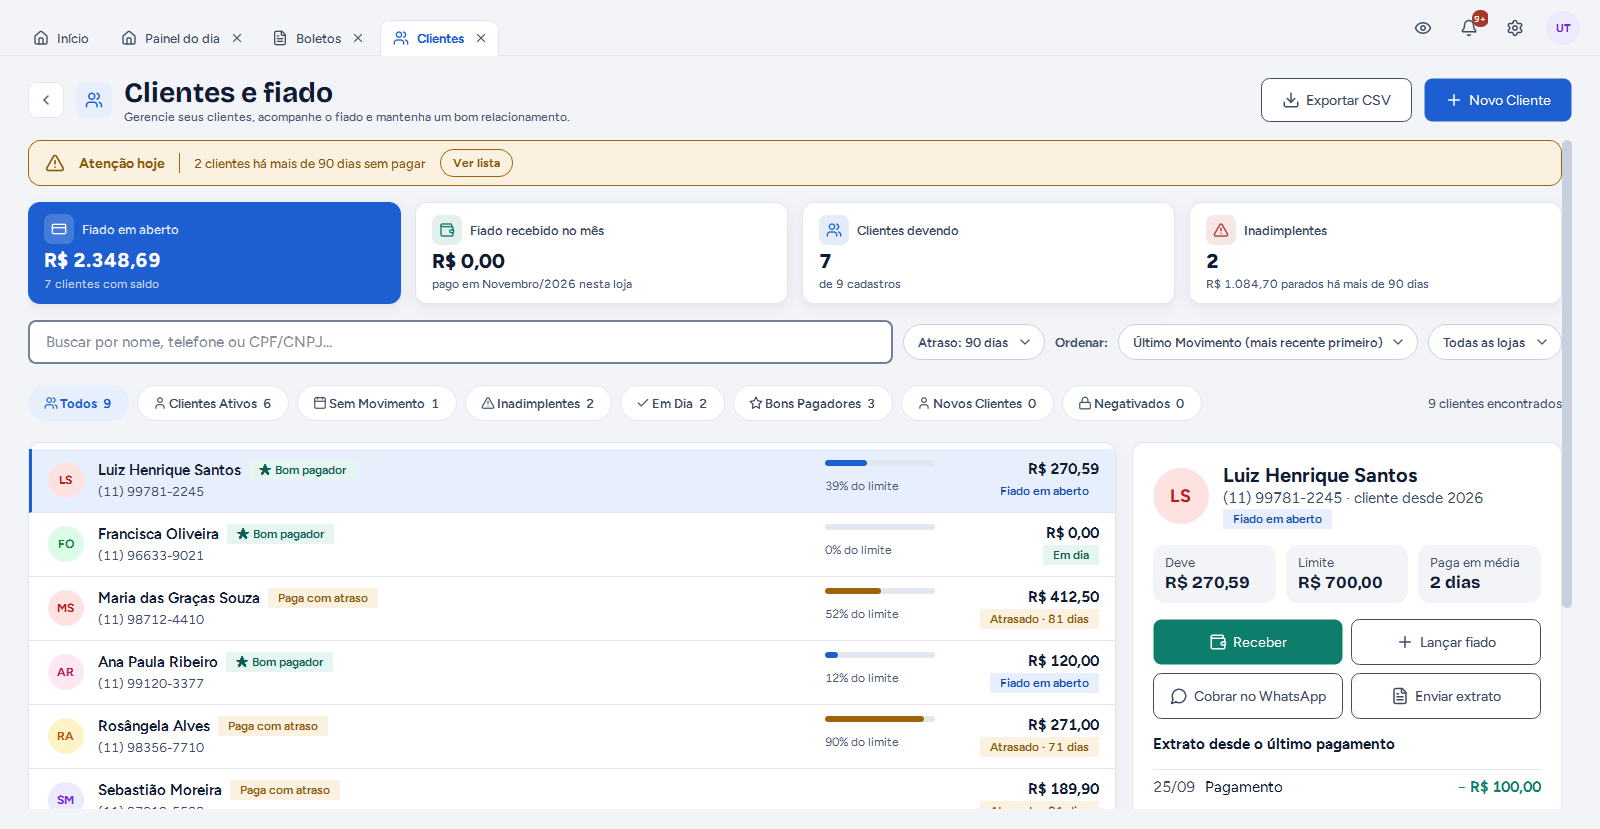 Início
Painel do dia
Boletos
Clientes
9+
UT
Clientes e fiado
Gerencie seus clientes, acompanhe o fiado e mantenha um bom relacionamento.
Exportar CSV
Novo Cliente
Atenção hoje
2 clientes há mais de 90 dias sem pagar
Ver lista
Fiado em aberto
R$ 2.348,69
7 clientes com saldo
Fiado recebido no mês
R$ 0,00
pago em Novembro/2026 nesta loja
Clientes devendo
7
de 9 cadastros
Inadimplentes
2
R$ 1.084,70 parados há mais de 90 dias
Buscar por nome, telefone ou CPF/CNPJ...
Atraso: 90 dias
Ordenar:
Último Movimento (mais recente primeiro)
Todas as lojas
Todos 9
Clientes Ativos 6
Sem Movimento 1
Inadimplentes 2
Em Dia 2
Bons Pagadores 3
Novos Clientes 0
Negativados 0
9 clientes encontrados
LS
Luiz Henrique Santos
Bom pagador
(11) 99781-2245
39% do limite
R$ 270,59
Fiado em aberto
FO
Francisca Oliveira
Bom pagador
(11) 96633-9021
0% do limite
R$ 0,00
Em dia
MS
Maria das Graças Souza
Paga com atraso
(11) 98712-4410
52% do limite
R$ 412,50
Atrasado · 81 dias
AR
Ana Paula Ribeiro
Bom pagador
(11) 99120-3377
12% do limite
R$ 120,00
Fiado em aberto
RA
Rosângela Alves
Paga com atraso
(11) 98356-7710
90% do limite
R$ 271,00
Atrasado · 71 dias
SM
Sebastião Moreira
Paga com atraso
R$ 189,90
LS
Luiz Henrique Santos
(11) 99781-2245 · cliente desde 2026
Fiado em aberto
Deve
R$ 270,59
Limite
R$ 700,00
Paga em média
2 dias
Receber
Lançar fiado
Cobrar no WhatsApp
Enviar extrato
Extrato desde o último pagamento
25/09 Pagamento − R$ 100,00